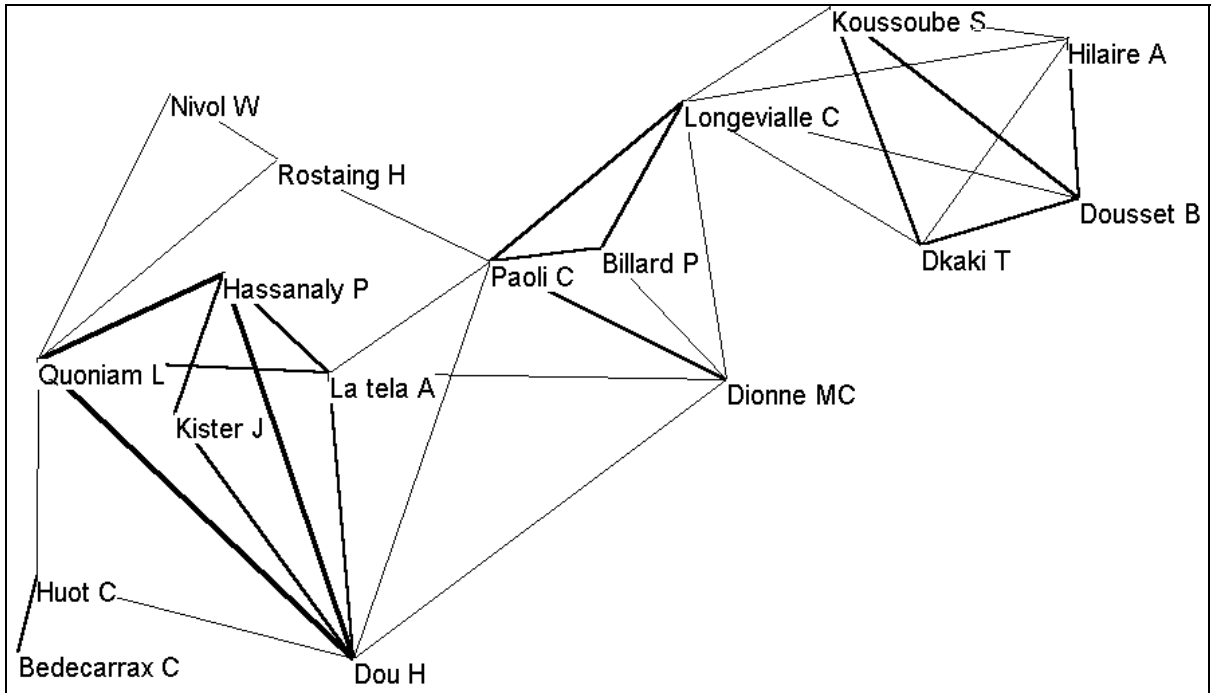 Koussoube S
Hilaire A
Nivol W
Longevialle C
Rostaing H
Dousset B
Dkaki T
Billard P
Paoli C
Hassanaly P
Quoniam L
La tela A
Dionne MC
Kister J
Huot C
Bedecarrax C
Dou H